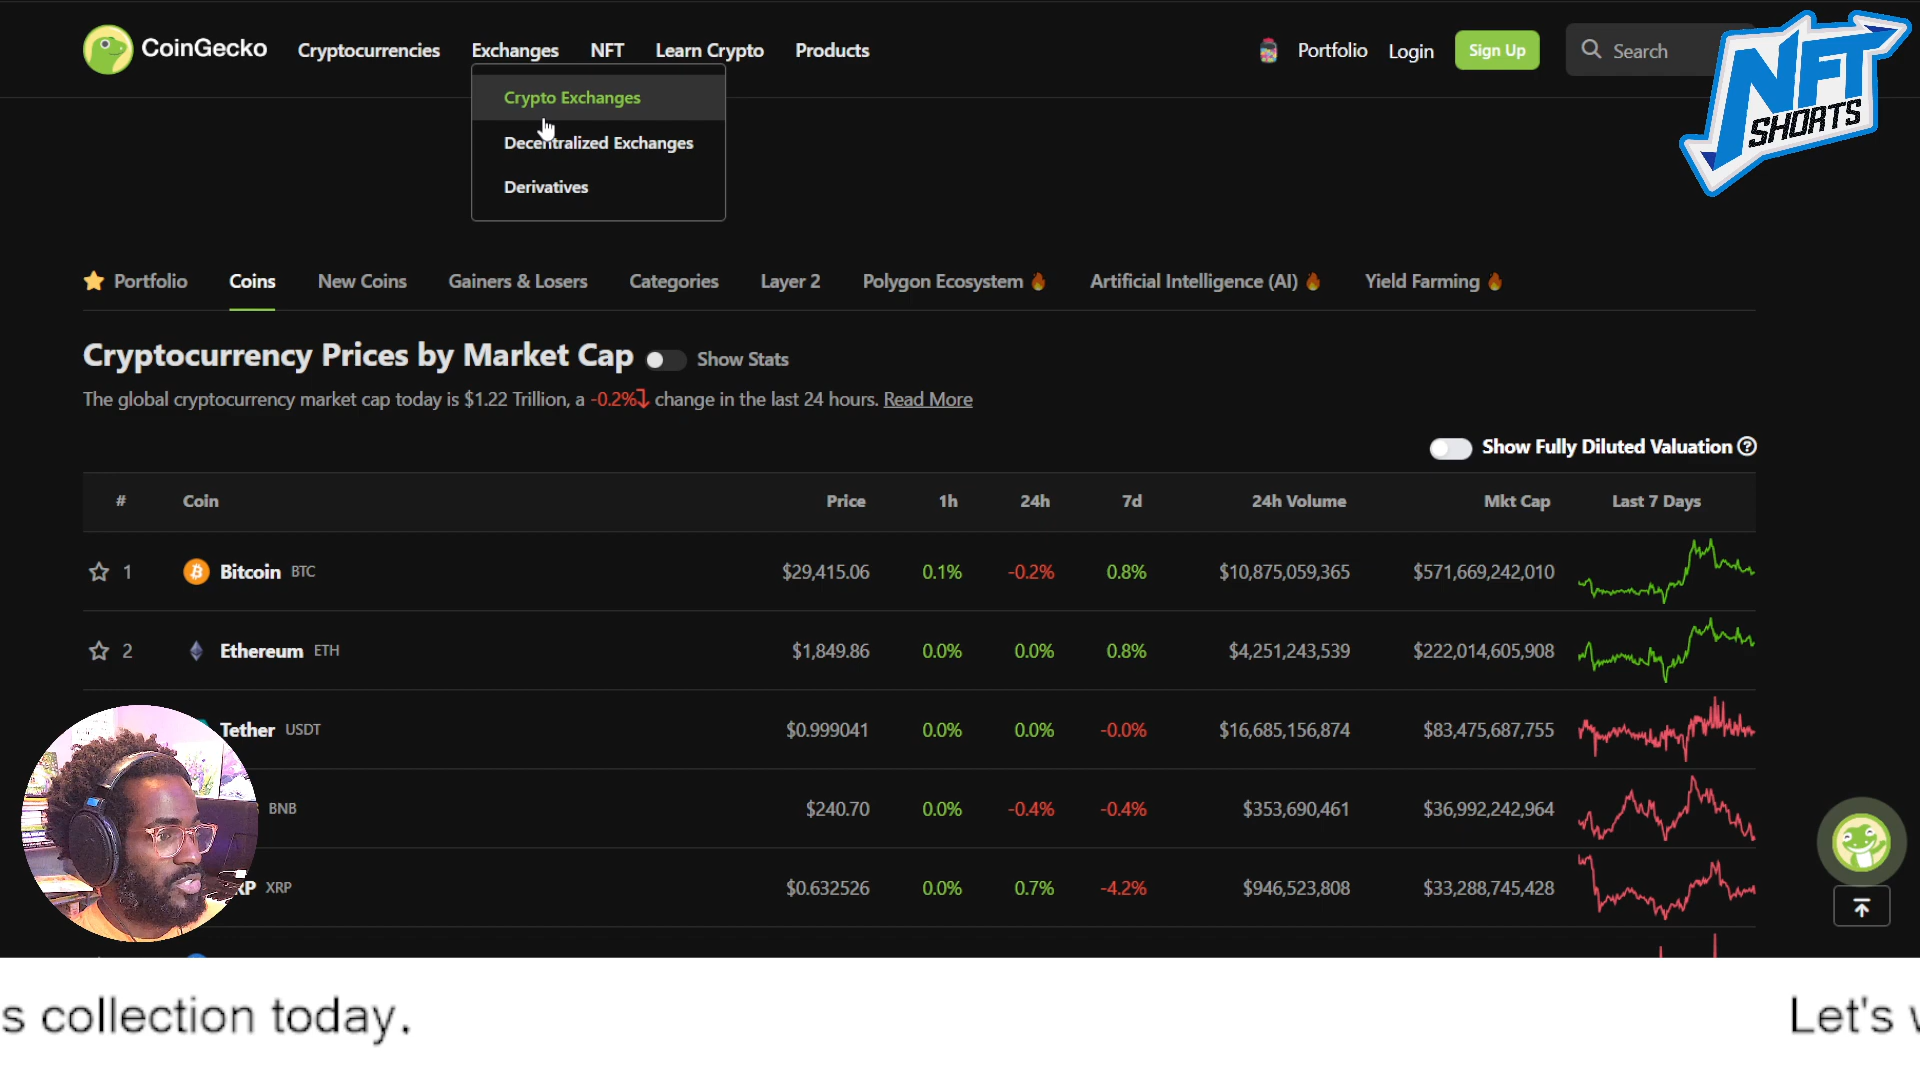 CoinGecko Cryptocurrencies Exchanges NFT Learn Crypto Products Portfolio Login Sign Up Search
NFT
SHORTS
Crypto Exchanges
Decentralized Exchanges
Derivatives
Portfolio Coins New Coins Gainers & Losers Categories Layer 2 Polygon Ecosystem Artificial Intelligence (AI) Yield Farming
Cryptocurrency Prices by Market Cap Show Stats
The global cryptocurrency market cap today is $1.22 Trillion, a -0.2% change in the last 24 hours. Read More
Show Fully Diluted Valuation
# Coin Price 1h 24h 7d 24h Volume Mkt Cap Last 7 Days
1 Bitcoin BTC $29,415.06 0.1% -0.2% 0.8% $10,875,059,365 $571,669,242,010
2 Ethereum ETH $1,849.86 0.0% 0.0% 0.8% $4,251,243,539 $222,014,605,908
Tether USDT $0.999041 0.0% 0.0% -0.0% $16,685,156,874 $83,475,687,755
BNB $240.70 0.0% -0.4% -0.4% $353,690,461 $36,992,242,964
XRP $0.632526 0.0% 0.7% -4.2% $946,523,808 $33,288,745,428
s collection today. Let's